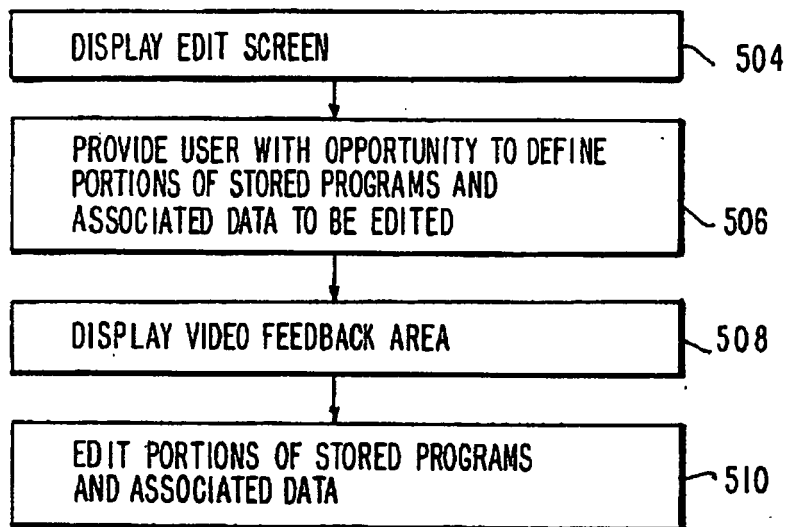 DISPLAY EDIT SCREEN
504
PROVIDE USER WITH OPPORTUNITY TO DEFINE
PORTIONS OF STORED PROGRAMS AND
ASSOCIATED DATA TO BE EDITED
506
DISPLAY VIDEO FEEDBACK AREA
508
EDIT PORTIONS OF STORED PROGRAMS
AND ASSOCIATED DATA
510